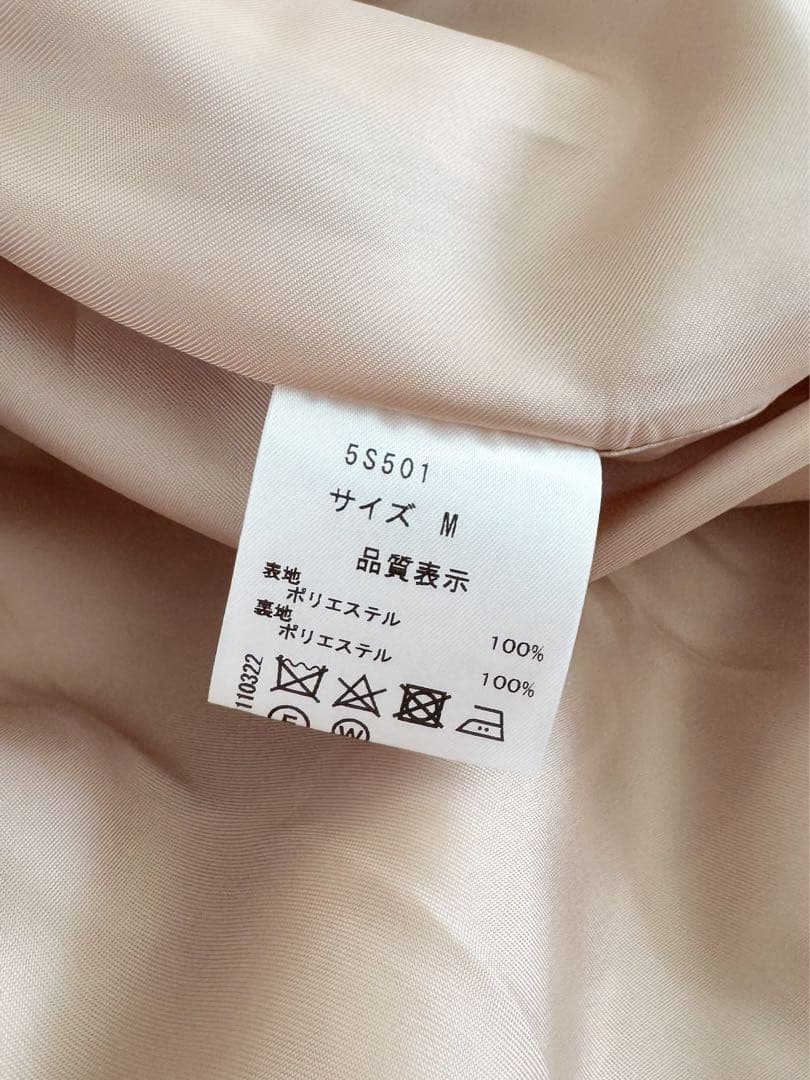 5S501
サイズ M
品質表示
表地
ポリエステル 100%
裏地
ポリエステル 100%
110322
W